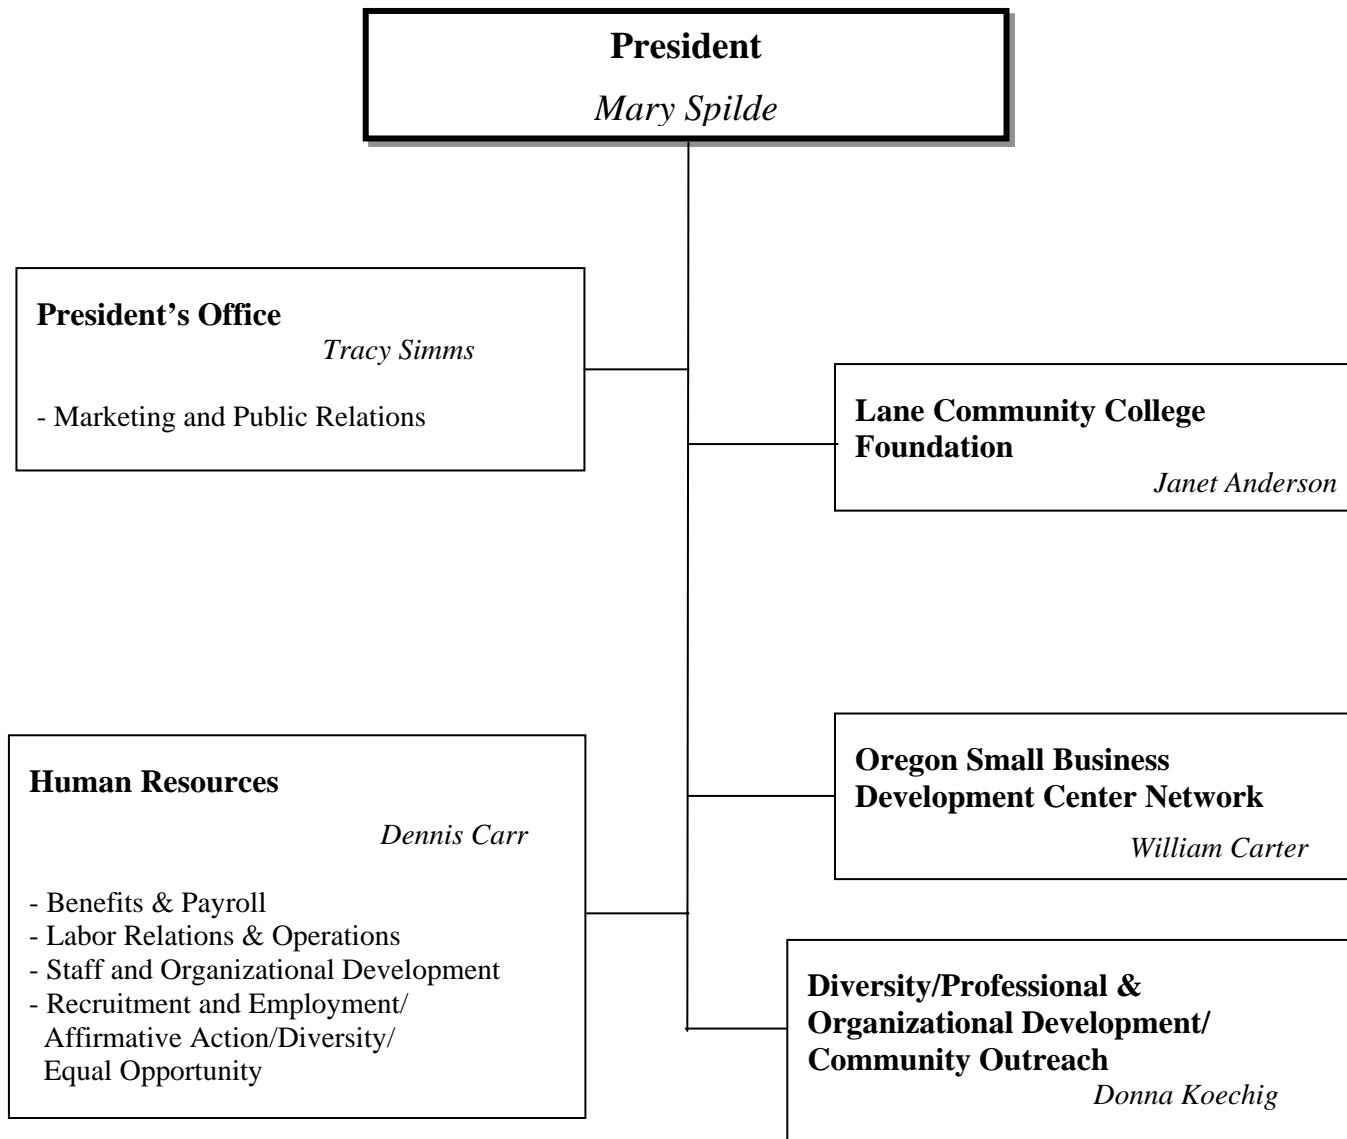 President
Mary Spilde
President’s Office
Tracy Simms
- Marketing and Public Relations
Lane Community College
Foundation
Janet Anderson
Human Resources
Dennis Carr
- Benefits & Payroll
- Labor Relations & Operations
- Staff and Organizational Development
- Recruitment and Employment/
Affirmative Action/Diversity/
Equal Opportunity
Oregon Small Business
Development Center Network
William Carter
Diversity/Professional &
Organizational Development/
Community Outreach
Donna Koechig